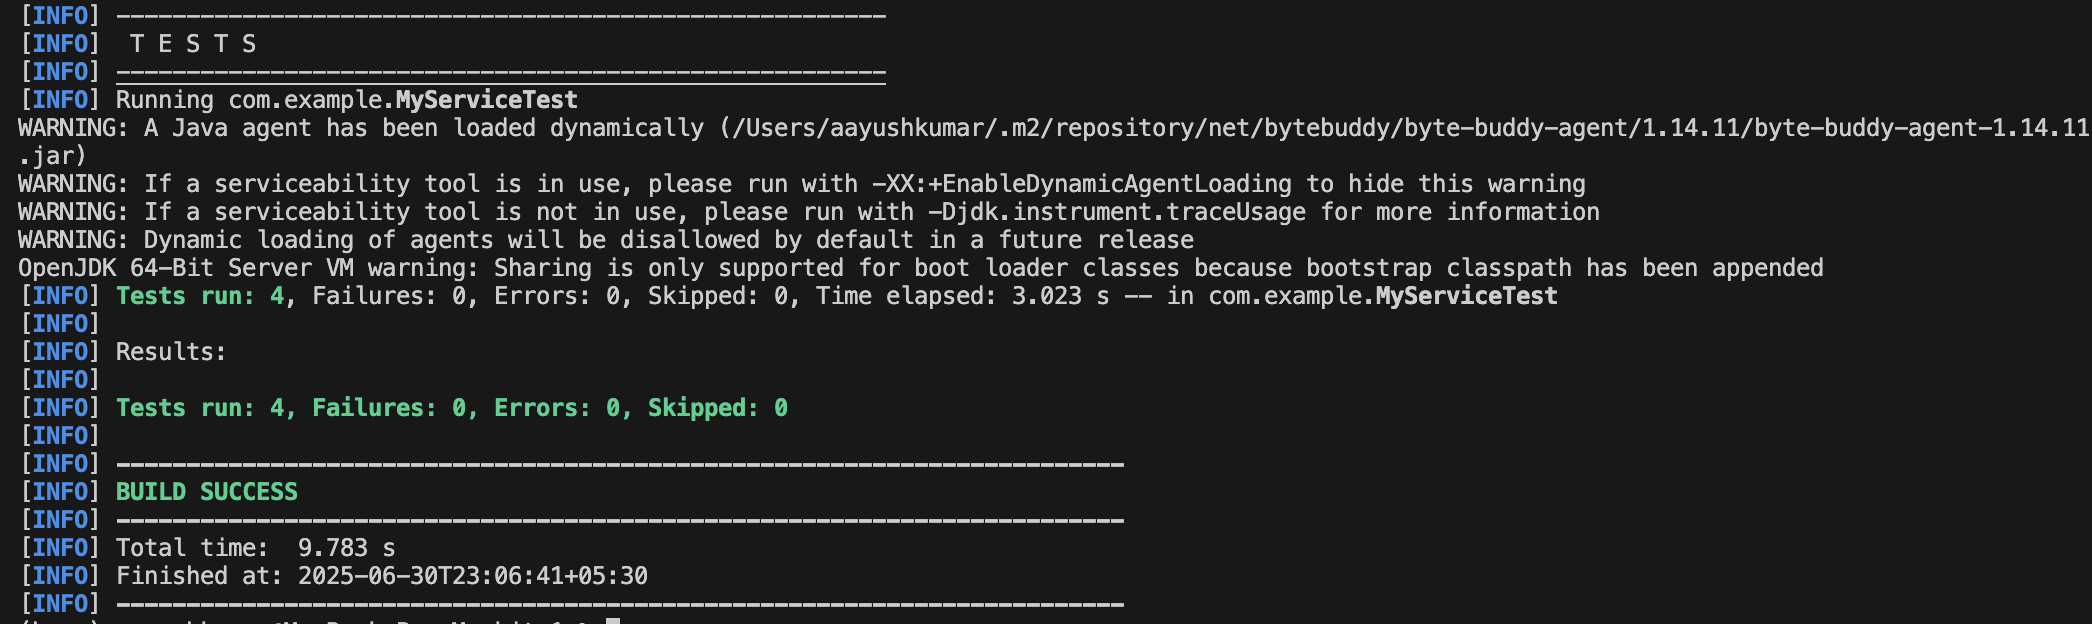 [INFO] -------------------------------------------------------
[INFO]  T E S T S
[INFO] -------------------------------------------------------
[INFO] Running com.example.MyServiceTest
WARNING: A Java agent has been loaded dynamically (/Users/aayushkumar/.m2/repository/net/bytebuddy/byte-buddy-agent/1.14.11/byte-buddy-agent-1.14.11
.jar)
WARNING: If a serviceability tool is in use, please run with -XX:+EnableDynamicAgentLoading to hide this warning
WARNING: If a serviceability tool is not in use, please run with -Djdk.instrument.traceUsage for more information
WARNING: Dynamic loading of agents will be disallowed by default in a future release
OpenJDK 64-Bit Server VM warning: Sharing is only supported for boot loader classes because bootstrap classpath has been appended
[INFO] Tests run: 4, Failures: 0, Errors: 0, Skipped: 0, Time elapsed: 3.023 s -- in com.example.MyServiceTest
[INFO]
[INFO] Results:
[INFO]
[INFO] Tests run: 4, Failures: 0, Errors: 0, Skipped: 0
[INFO]
[INFO] ------------------------------------------------------------------------
[INFO] BUILD SUCCESS
[INFO] ------------------------------------------------------------------------
[INFO] Total time:  9.783 s
[INFO] Finished at: 2025-06-30T23:06:41+05:30
[INFO] ------------------------------------------------------------------------